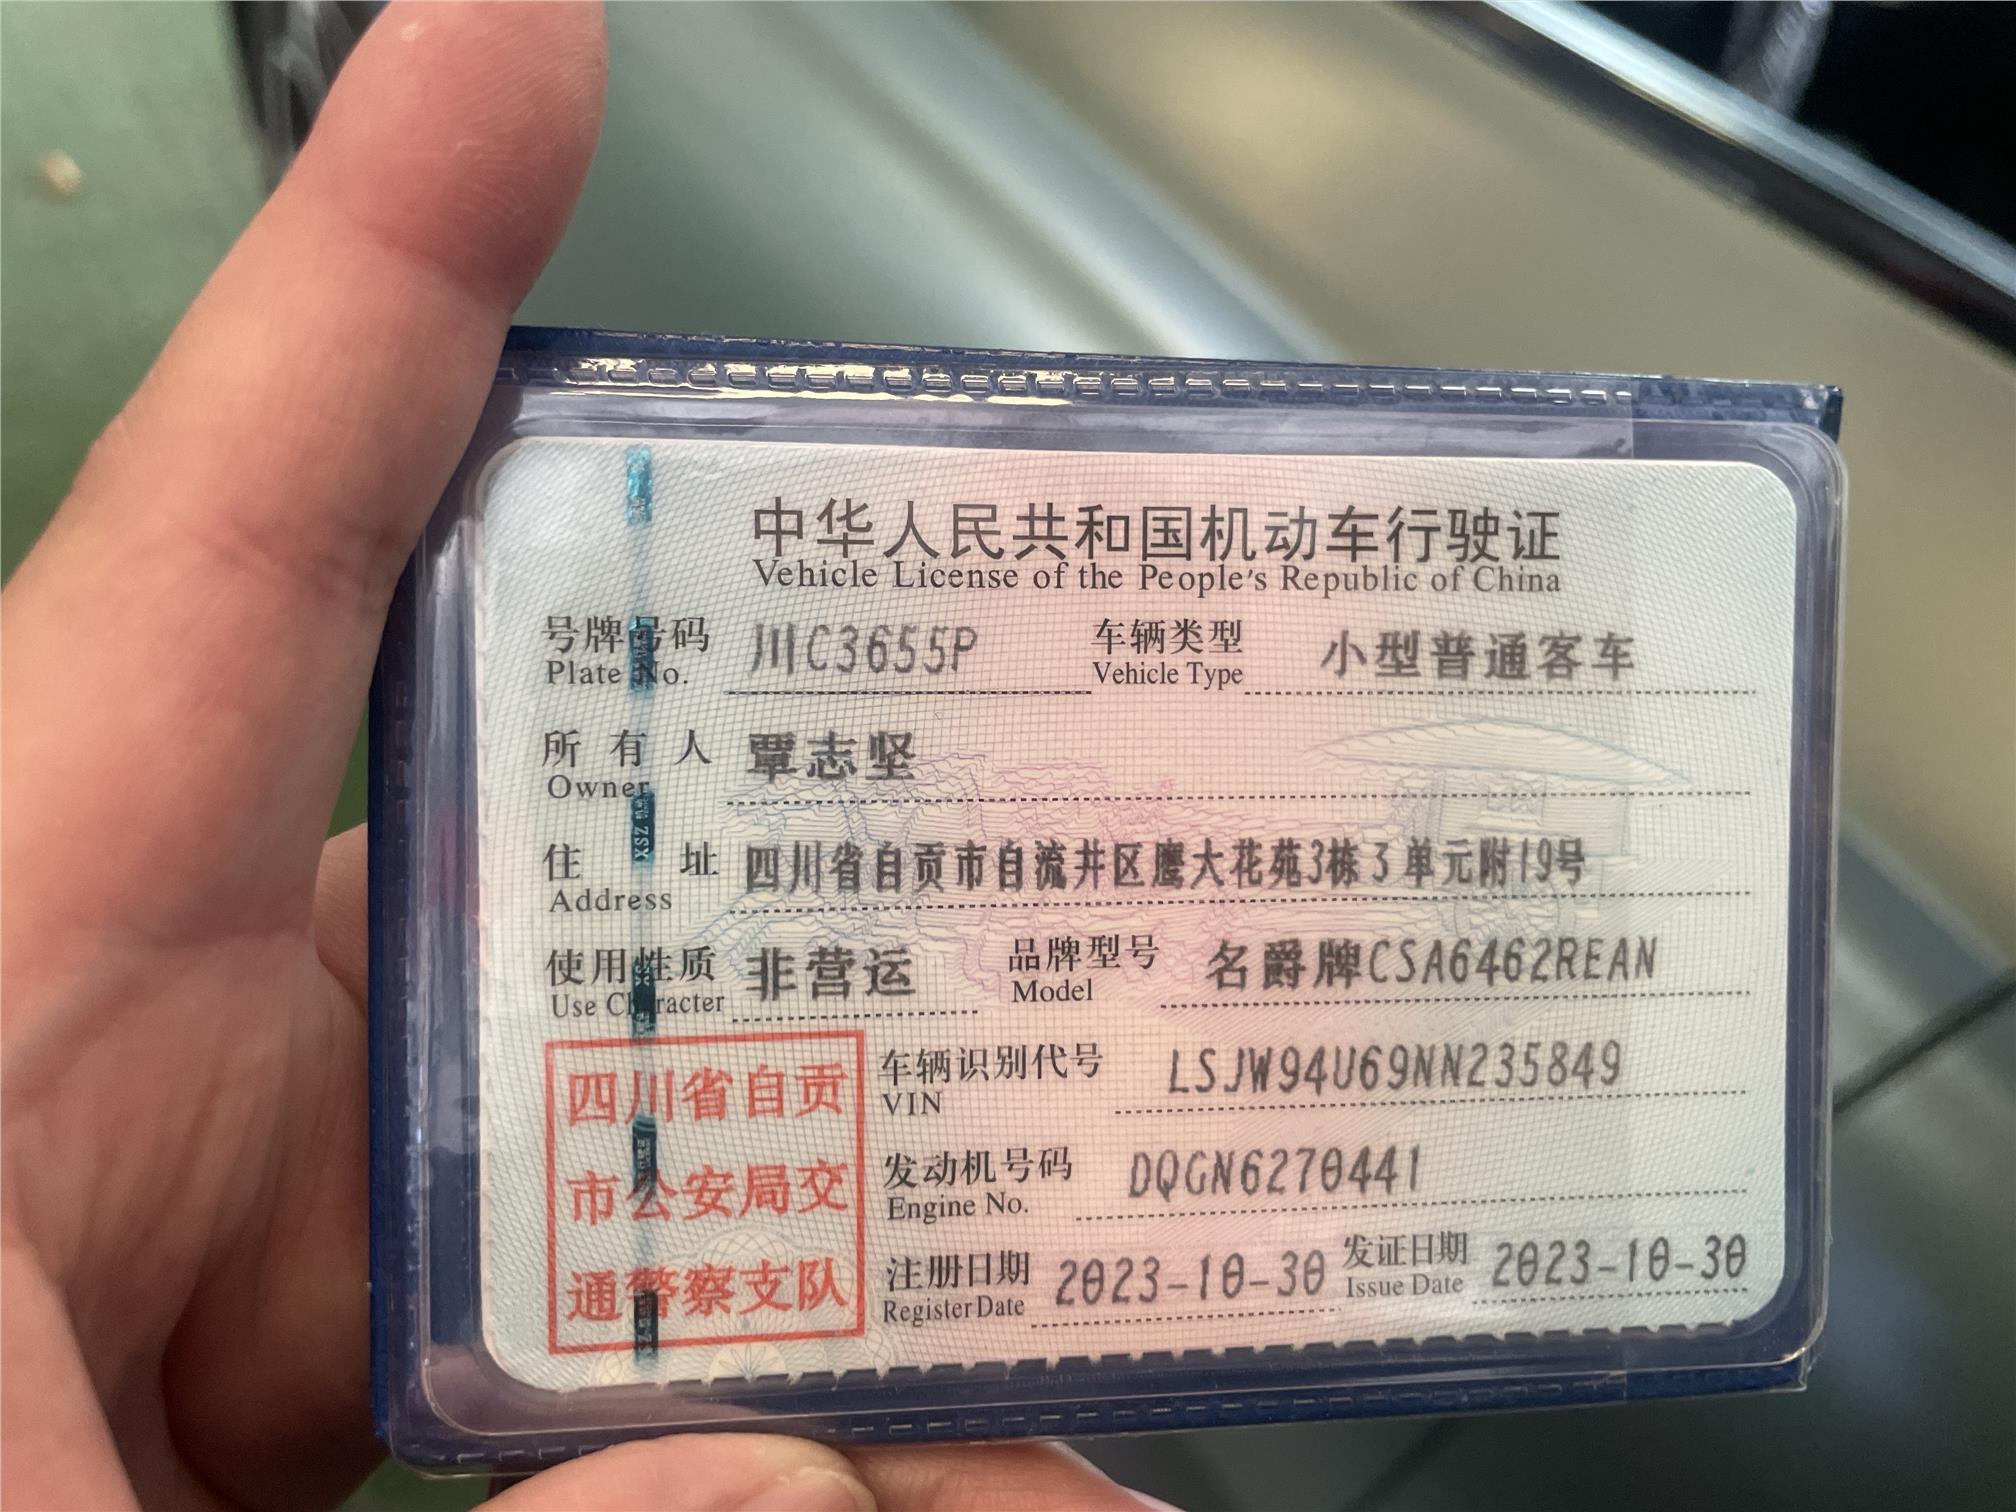 中华人民共和国机动车行驶证
Vehicle License of the People's Republic of China
号牌号码 川C3655P 车辆类型 小型普通客车
Plate No. Vehicle Type
所有人 覃志坚
Owner
住址 四川省自贡市自流井区鹰大花苑3栋3单元附19号
Address
使用性质 非营运 品牌型号 名爵牌CSA6462REAN
Use Character Model
四川省自贡
市公安局交
通警察支队
车辆识别代号 LSJW94U69NN235849
VIN
发动机号码 DQGN6270441
Engine No.
注册日期 2023-10-30 发证日期 2023-10-30
Register Date Issue Date